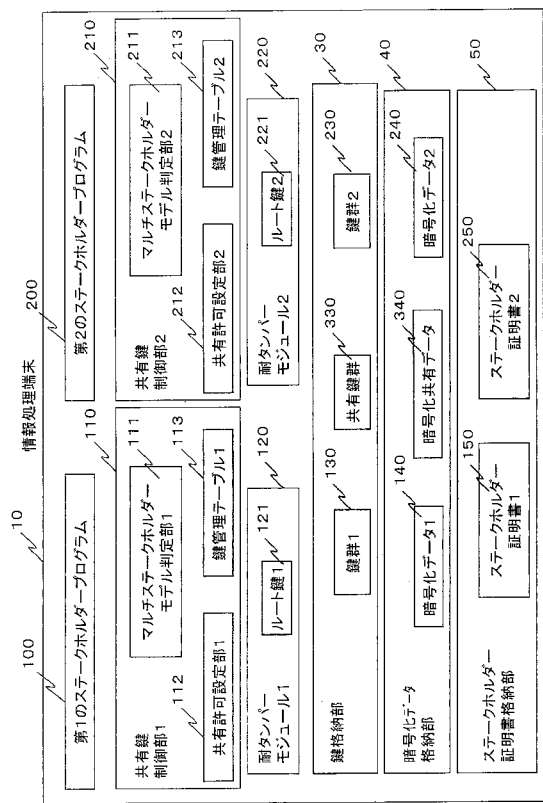 情報処理端末
10
100
第1のステークホルダープログラム
200
第2のステークホルダープログラム
110
共有鍵
制御部1
111
マルチステークホルダー
モデル判定部1
112
共有許可設定部1
113
鍵管理テーブル1
210
共有鍵
制御部2
211
マルチステークホルダー
モデル判定部2
212
共有許可設定部2
213
鍵管理テーブル2
120
耐タンパー
モジュール1
121
ルート鍵1
220
耐タンパー
モジュール2
221
ルート鍵2
30
鍵格納部
130
鍵群1
330
共有鍵群
230
鍵群2
40
暗号化データ
格納部
140
暗号化データ1
340
暗号化共有データ
240
暗号化データ2
50
ステークホルダー
証明書格納部
150
ステークホルダー
証明書1
250
ステークホルダー
証明書2